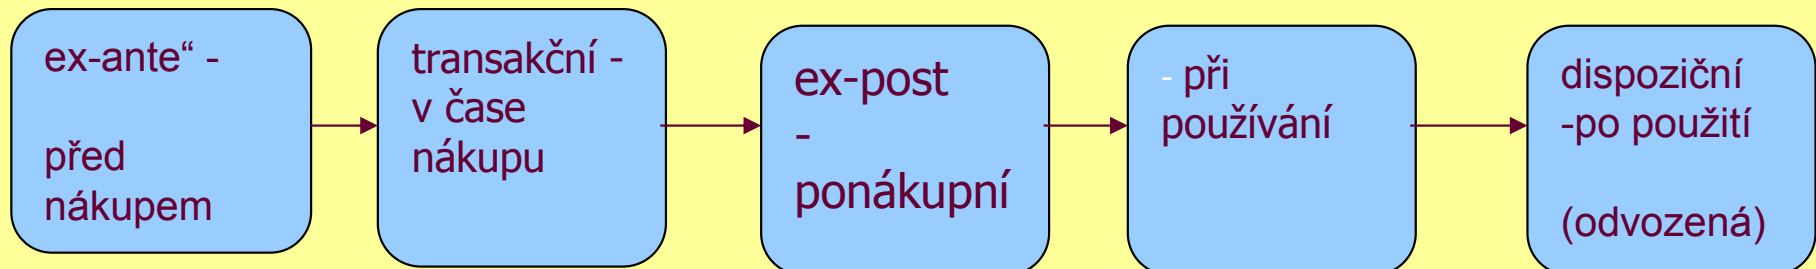 ex-ante“ -
před
nákupem
transakční -
v čase
nákupu
ex-post
-
ponákupní
- při
používání
dispoziční
-po použití
(odvozená)